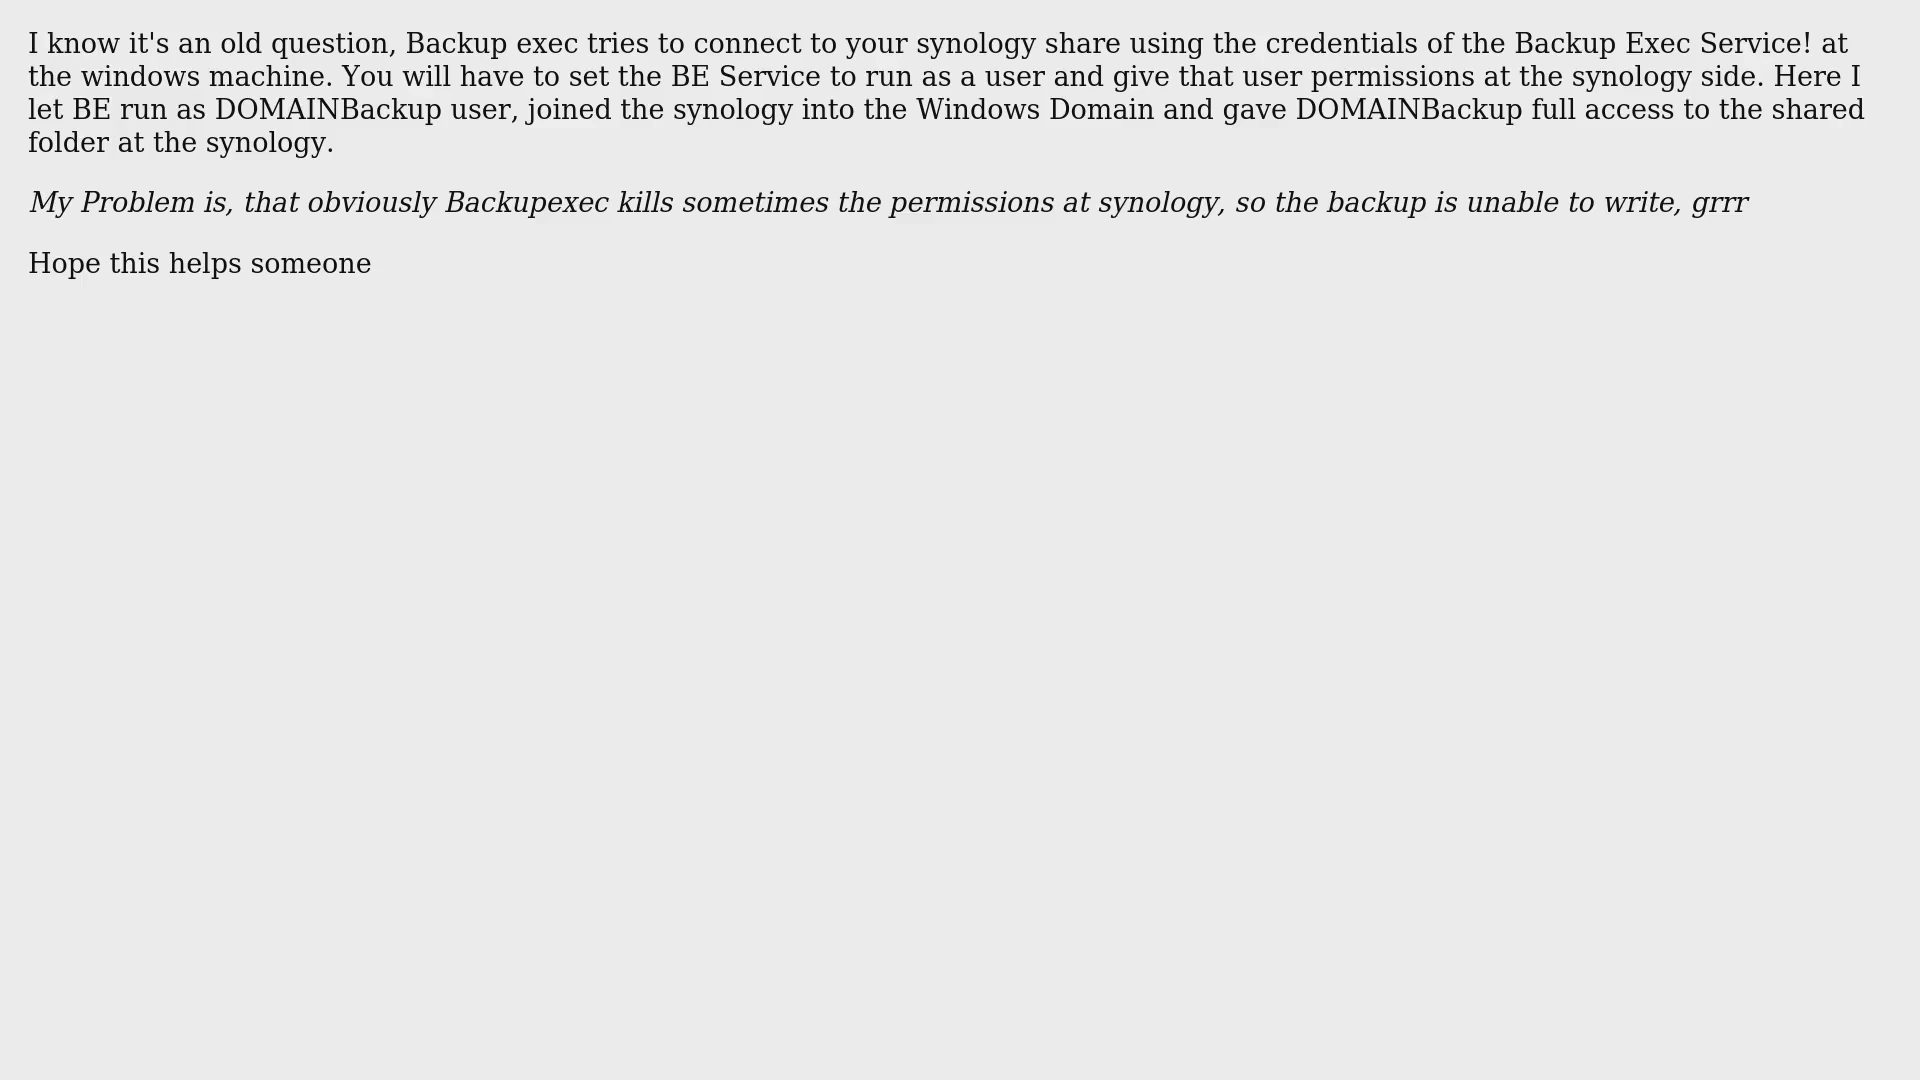 I know it's an old question, Backup exec tries to connect to your synology share using the credentials of the Backup Exec Service! at
the windows machine. You will have to set the BE Service to run as a user and give that user permissions at the synology side. Here I
let BE run as DOMAINBackup user, joined the synology into the Windows Domain and gave DOMAINBackup full access to the shared
folder at the synology.
My Problem is, that obviously Backupexec kills sometimes the permissions at synology, so the backup is unable to write, grrr
Hope this helps someone